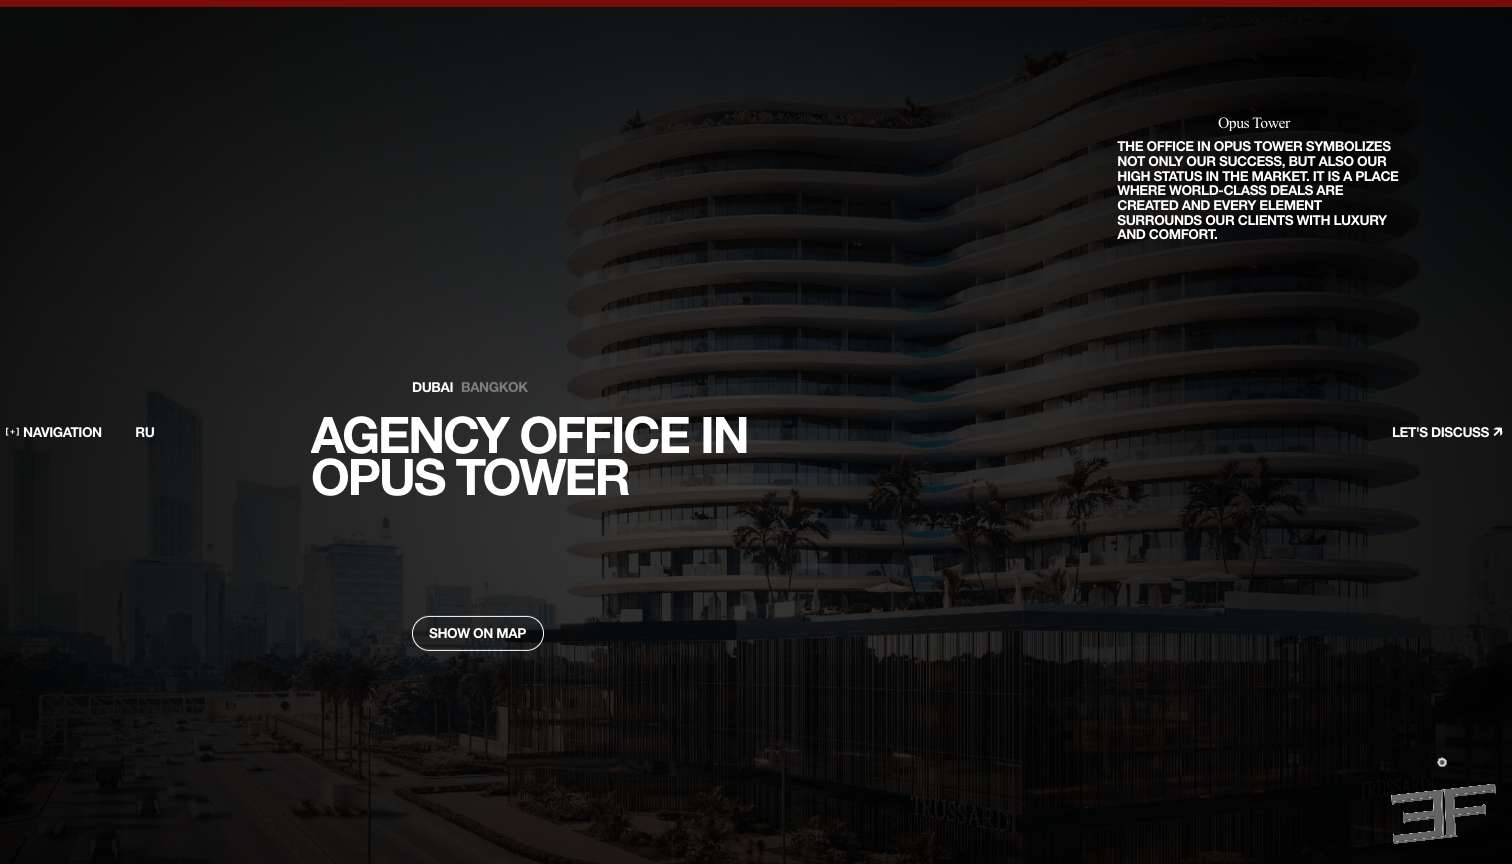 Opus Tower
THE OFFICE IN OPUS TOWER SYMBOLIZES
NOT ONLY OUR SUCCESS, BUT ALSO OUR
HIGH STATUS IN THE MARKET. IT IS A PLACE
WHERE WORLD-CLASS DEALS ARE
CREATED AND EVERY ELEMENT
SURROUNDS OUR CLIENTS WITH LUXURY
AND COMFORT.
DUBAI BANGKOK
[+] NAVIGATION RU
AGENCY OFFICE IN
OPUS TOWER
LET'S DISCUSS
SHOW ON MAP
TRUSSARDI